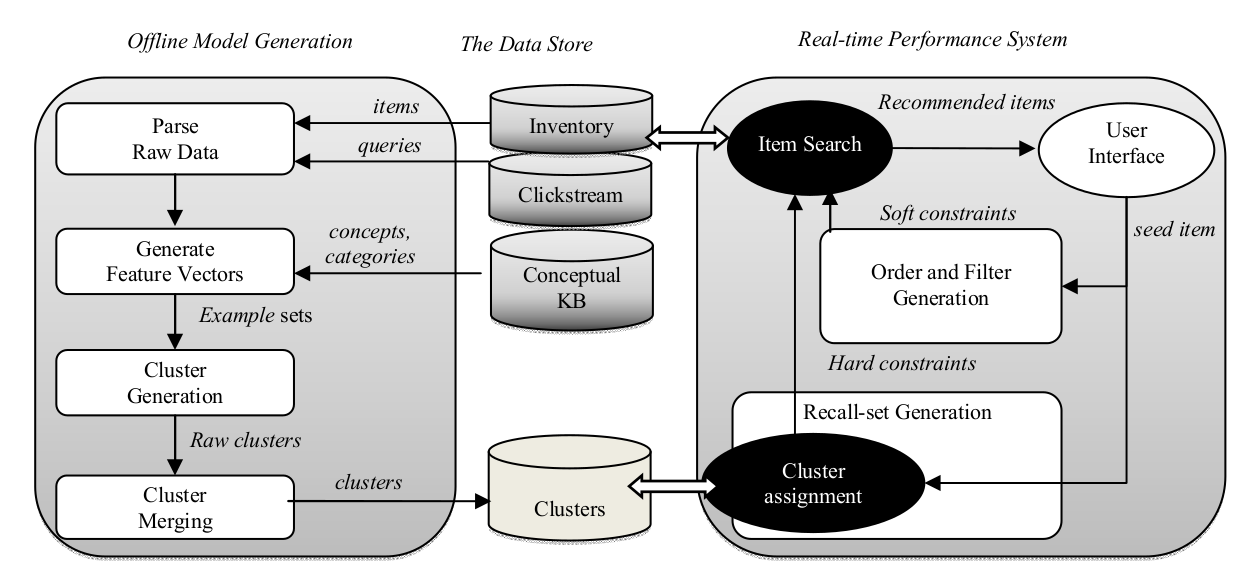 Offline Model Generation
The Data Store
Real-time Performance System
Parse
Raw Data
items
queries
Generate
Feature Vectors
concepts,
categories
Example sets
Cluster
Generation
Raw clusters
Cluster
Merging
clusters
Inventory
Clickstream
Conceptual
KB
Clusters
Item Search
Recommended items
User
Interface
Soft constraints
seed item
Order and Filter
Generation
Hard constraints
Recall-set Generation
Cluster
assignment